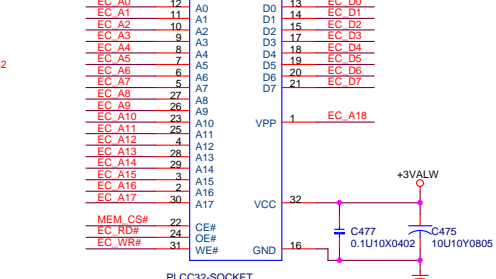 EC_A0 12 A0 D0 13 EC_D0
EC_A1 11 A1 D1 14 EC_D1
EC_A2 10 A2 D2 15 EC_D2
EC_A3 9 A3 D3 17 EC_D3
EC_A4 8 A4 D4 18 EC_D4
EC_A5 7 A5 D5 19 EC_D5
EC_A6 6 A6 D6 20 EC_D6
EC_A7 5 A7 D7 21 EC_D7
EC_A8 27 A8
EC_A9 26 A9
EC_A10 23 A10 VPP 1 EC_A18
EC_A11 25 A11
EC_A12 4 A12
EC_A13 28 A13
EC_A14 29 A14
EC_A15 3 A15
EC_A16 2 A16
EC_A17 30 A17 VCC 32 +3VALW
MEM_CS# 22 CE#
EC_RD# 24 OE#
EC_WR# 31 WE# GND 16
C477 C475
0.1U10X0402 10U10Y0805
PLCC32-SOCKET
2